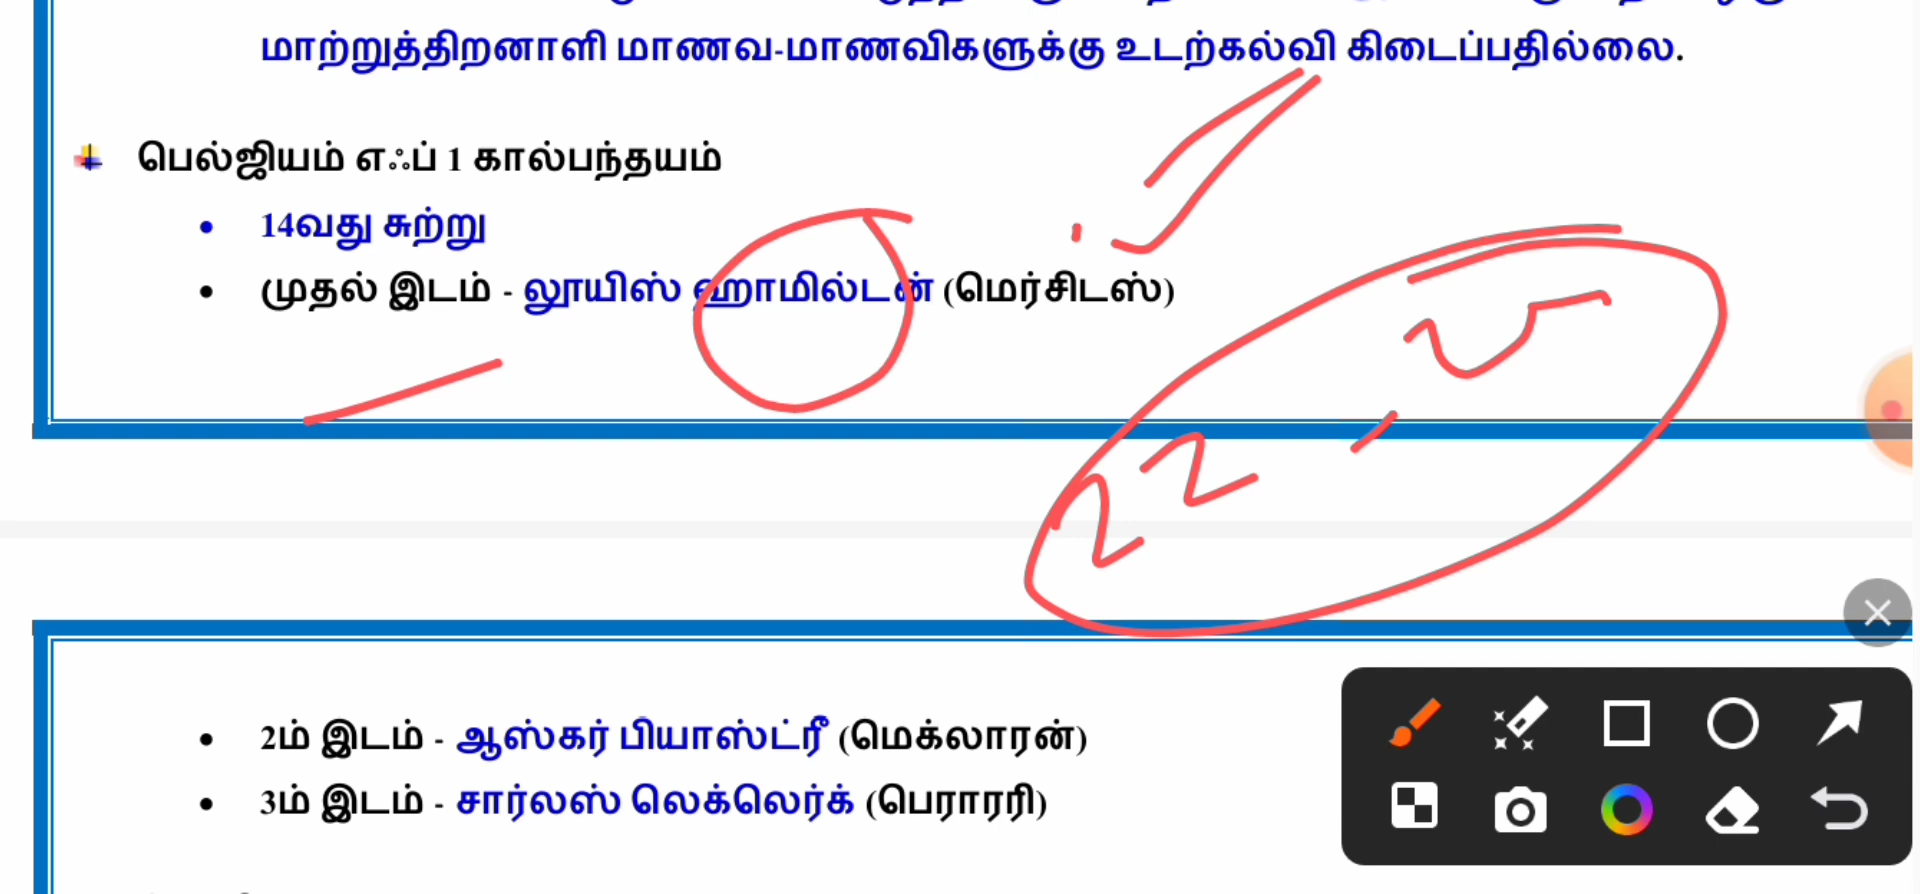 மாற்றுத்திறனாளி மாணவ-மாணவிகளுக்கு உடற்கல்வி கிடைப்பதில்லை.
பெல்ஜியம் எஃப் 1 கால்பந்தயம்
14வது சுற்று
முதல் இடம் - லூயிஸ் ஹாமில்டன் (மெர்சிடஸ்)
22
2ம் இடம் - ஆஸ்கர் பியாஸ்ட்ரீ (மெக்லாரன்)
3ம் இடம் - சார்லஸ் லெக்லெர்க் (பெராரரி)